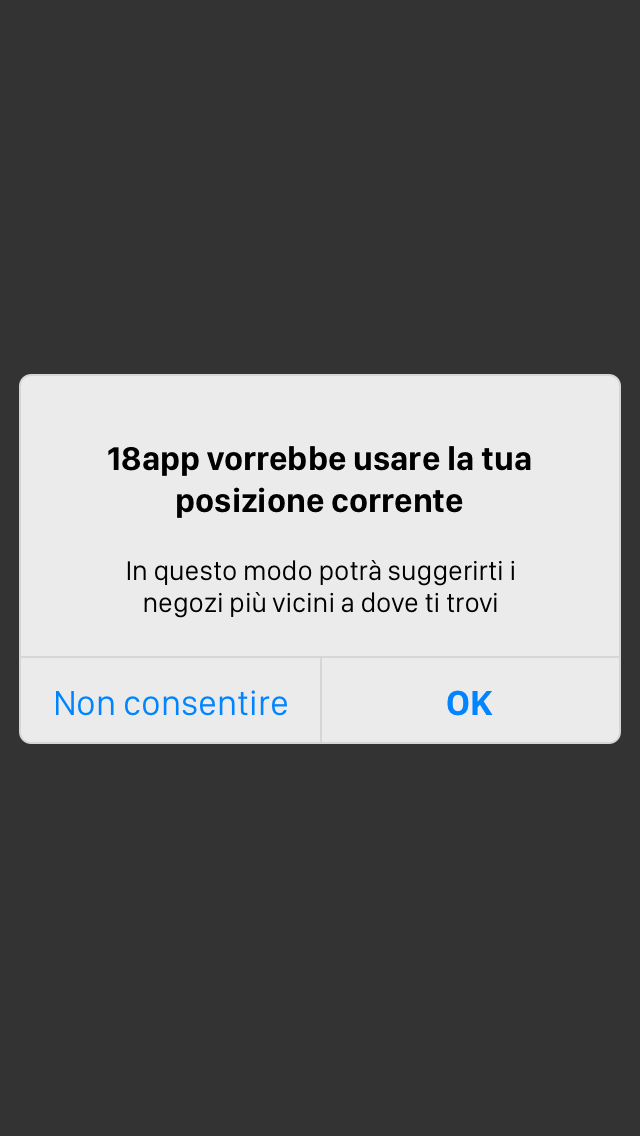 18app vorrebbe usare la tua
posizione corrente
In questo modo potrà suggerirti i
negozi più vicini a dove ti trovi
Non consentire
OK